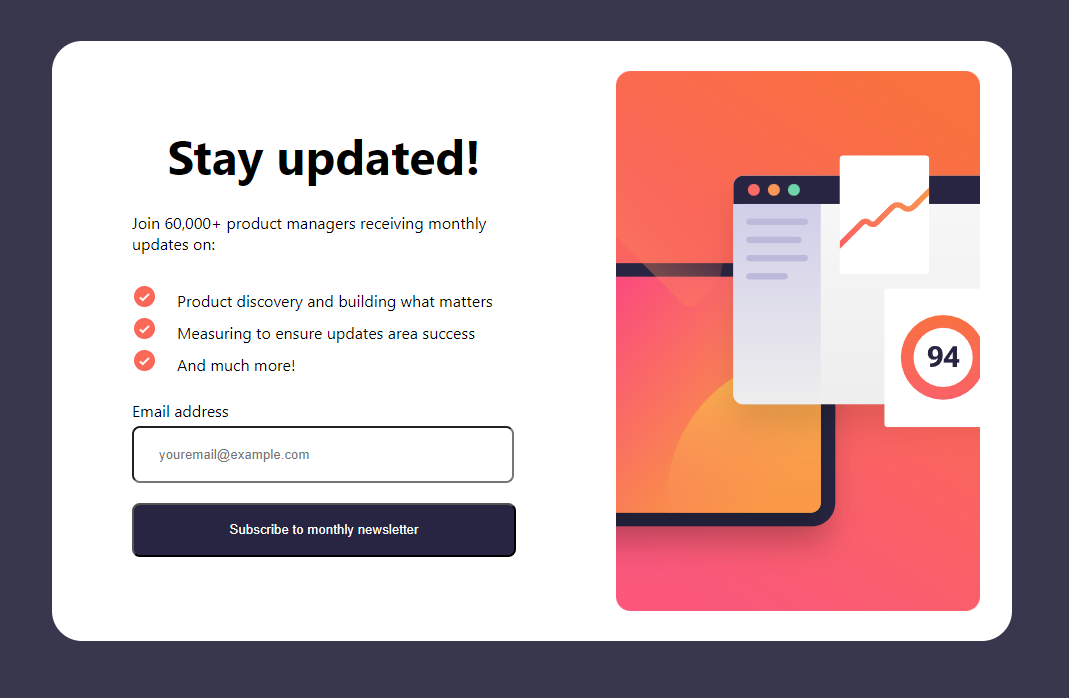 Stay updated!
Join 60,000+ product managers receiving monthly
updates on:
Product discovery and building what matters
Measuring to ensure updates area success
And much more!
Email address
youremail@example.com
Subscribe to monthly newsletter
94